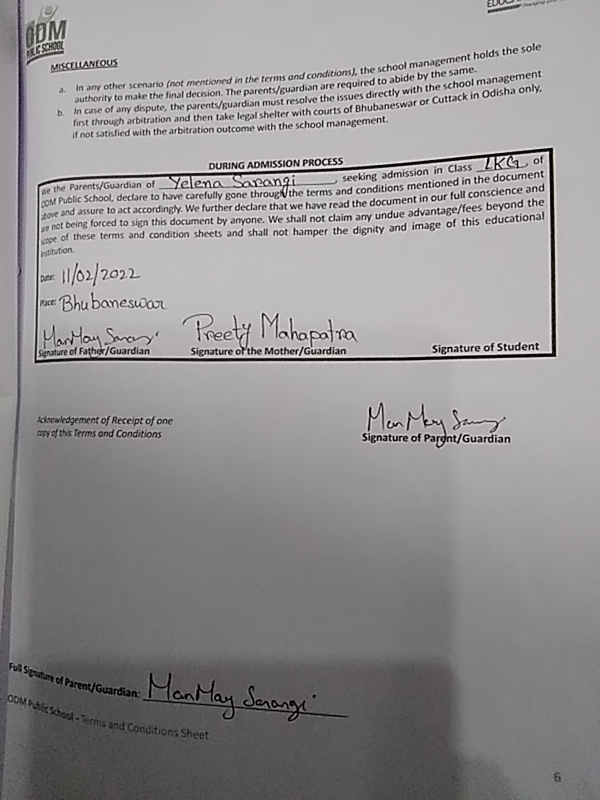 ODM
PUBLIC SCHOOL
MISCELLANEOUS
a. In any other scenario (not mentioned in the terms and conditions), the school management holds the sole
authority to make the final decision. The parents/guardian are required to abide by the same.
b. In case of any dispute, the parents/guardian must resolve the issues directly with the school management
first through arbitration and then take legal shelter with courts of Bhubaneswar or Cuttack in Odisha only,
if not satisfied with the arbitration outcome with the school management.
DURING ADMISSION PROCESS
We the Parents/Guardian of Yelena Sarangi, seeking admission in Class LKG, of
ODM Public School, declare to have carefully gone through the terms and conditions mentioned in the document
above and assure to act accordingly. We further declare that we have read the document in our full conscience and
are not being forced to sign this document by anyone. We shall not claim any undue advantage/fees beyond the
scope of these terms and condition sheets and shall not hamper the dignity and image of this educational
institution.
Date: 11/02/2022
Place: Bhubaneswar
ManMay Sarangi Preety Mahapatra
Signature of Father/Guardian Signature of the Mother/Guardian Signature of Student
ManMay Sarangi
Acknowledgement of Receipt of one
copy of this Terms and Conditions
Signature of Parent/Guardian
Full Signature of Parent/Guardian: ManMay Sarangi
ODM Public School – Terms and Conditions Sheet
6